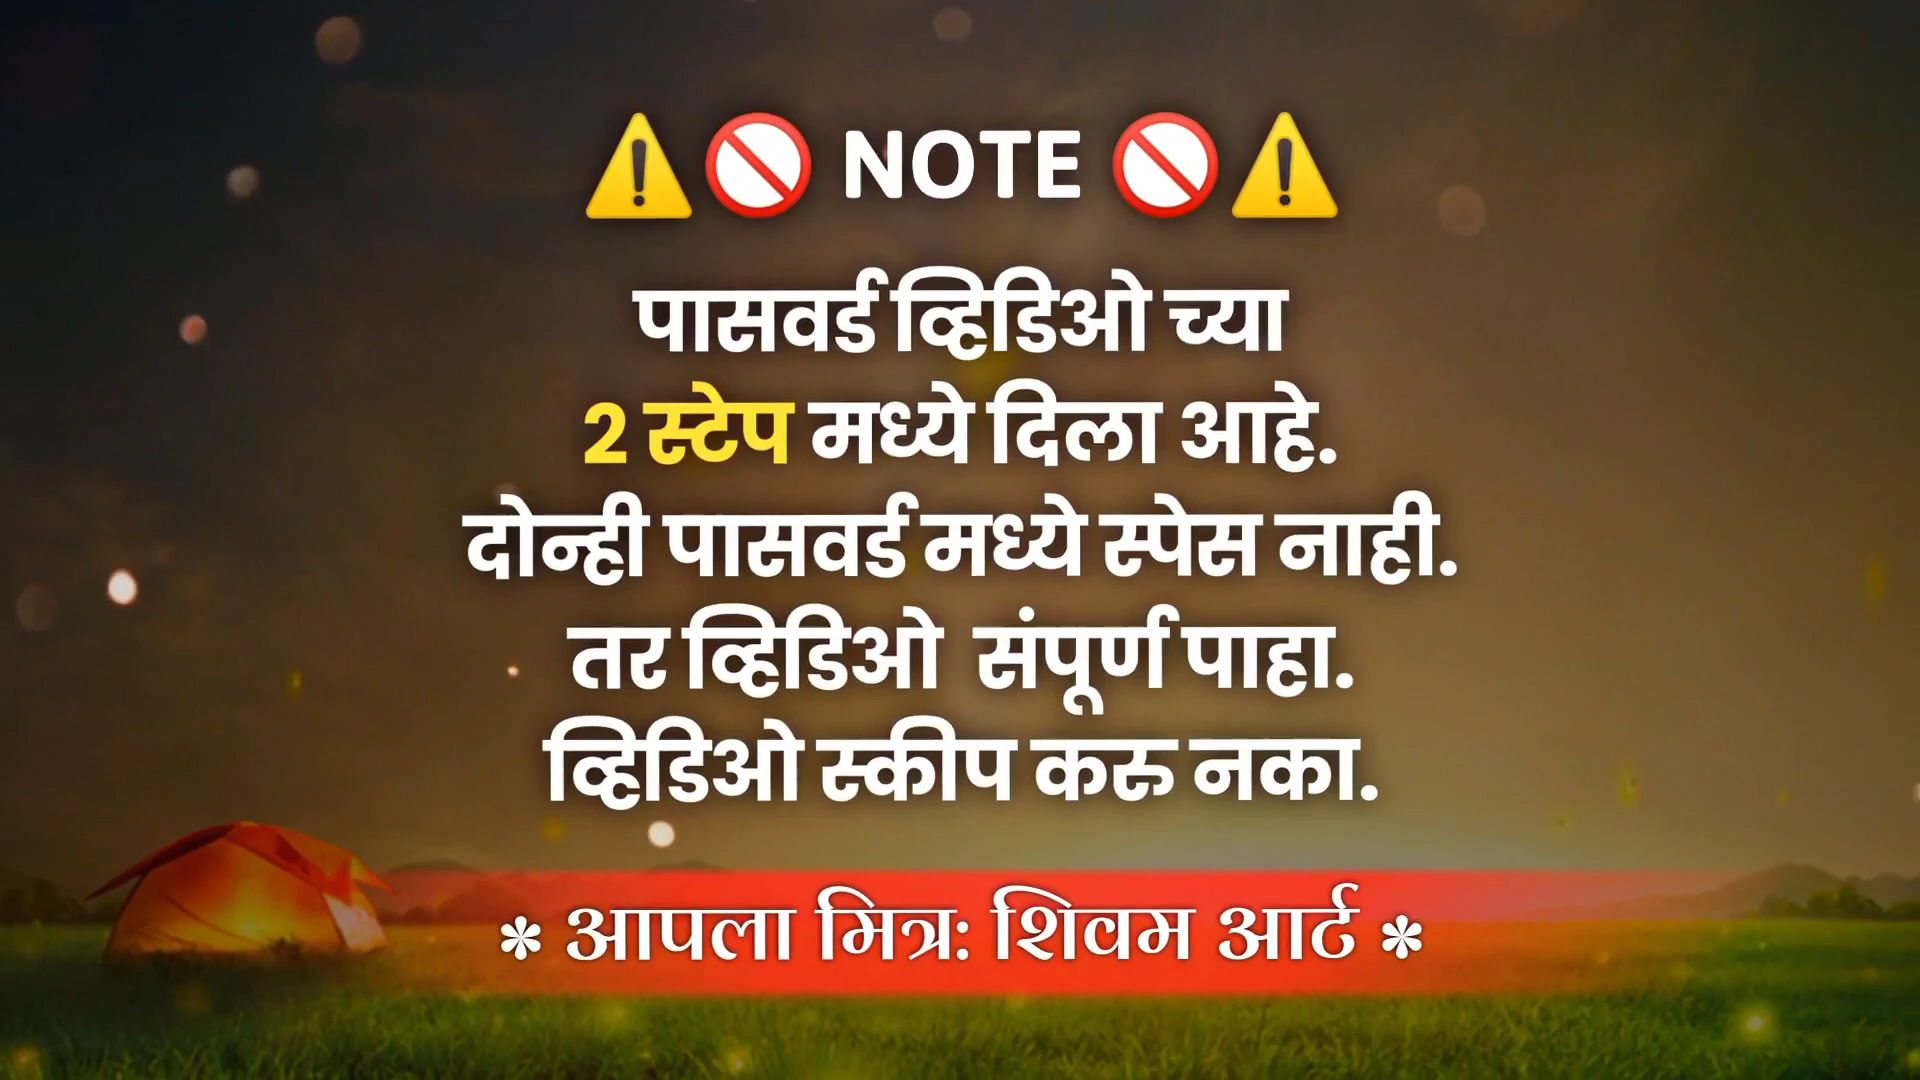 ⚠️🚫 NOTE 🚫⚠️
पासवर्ड व्हिडिओ च्या
2 स्टेप मध्ये दिला आहे.
दोन्ही पासवर्ड मध्ये स्पेस नाही.
तर व्हिडिओ संपूर्ण पाहा.
व्हिडिओ स्कीप करु नका.
* आपला मित्र: शिवम आर्ट *